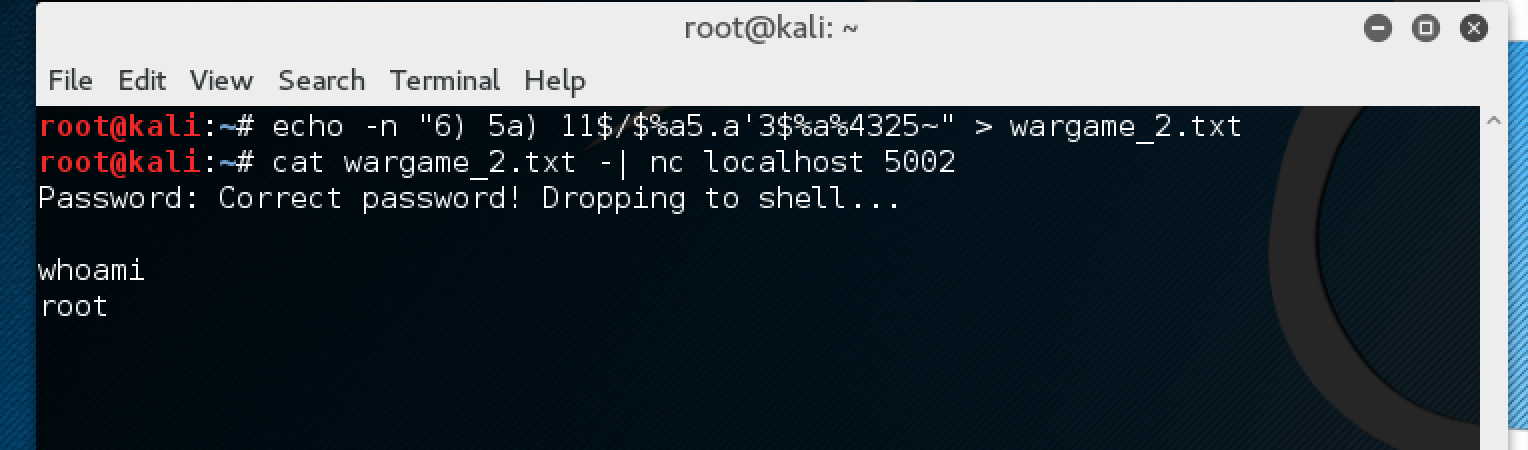 root@kali: ~
File Edit View Search Terminal Help
root@kali:~# echo -n "6) 5a) 11$/$%a5.a'3$%a%4325~" > wargame_2.txt
root@kali:~# cat wargame_2.txt -| nc localhost 5002
Password: Correct password! Dropping to shell...
whoami
root